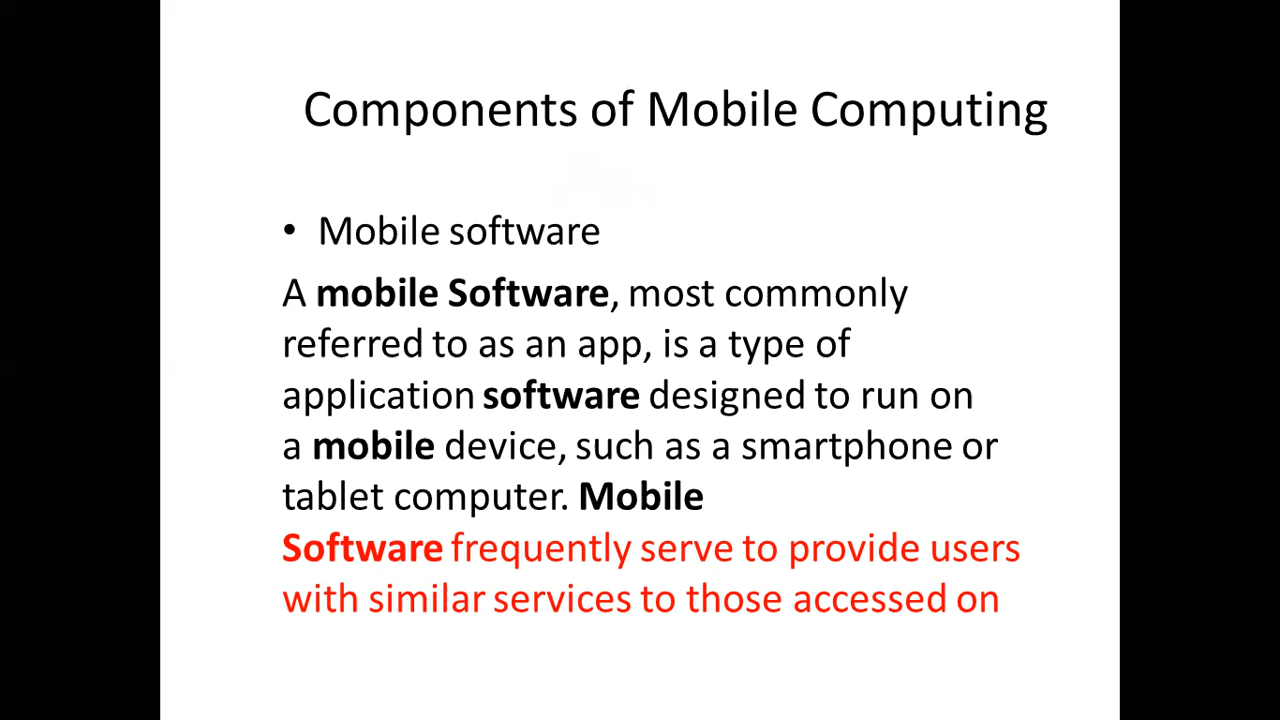 Components of Mobile Computing
• Mobile software
A mobile Software, most commonly
referred to as an app, is a type of
application software designed to run on
a mobile device, such as a smartphone or
tablet computer. Mobile
Software frequently serve to provide users
with similar services to those accessed on